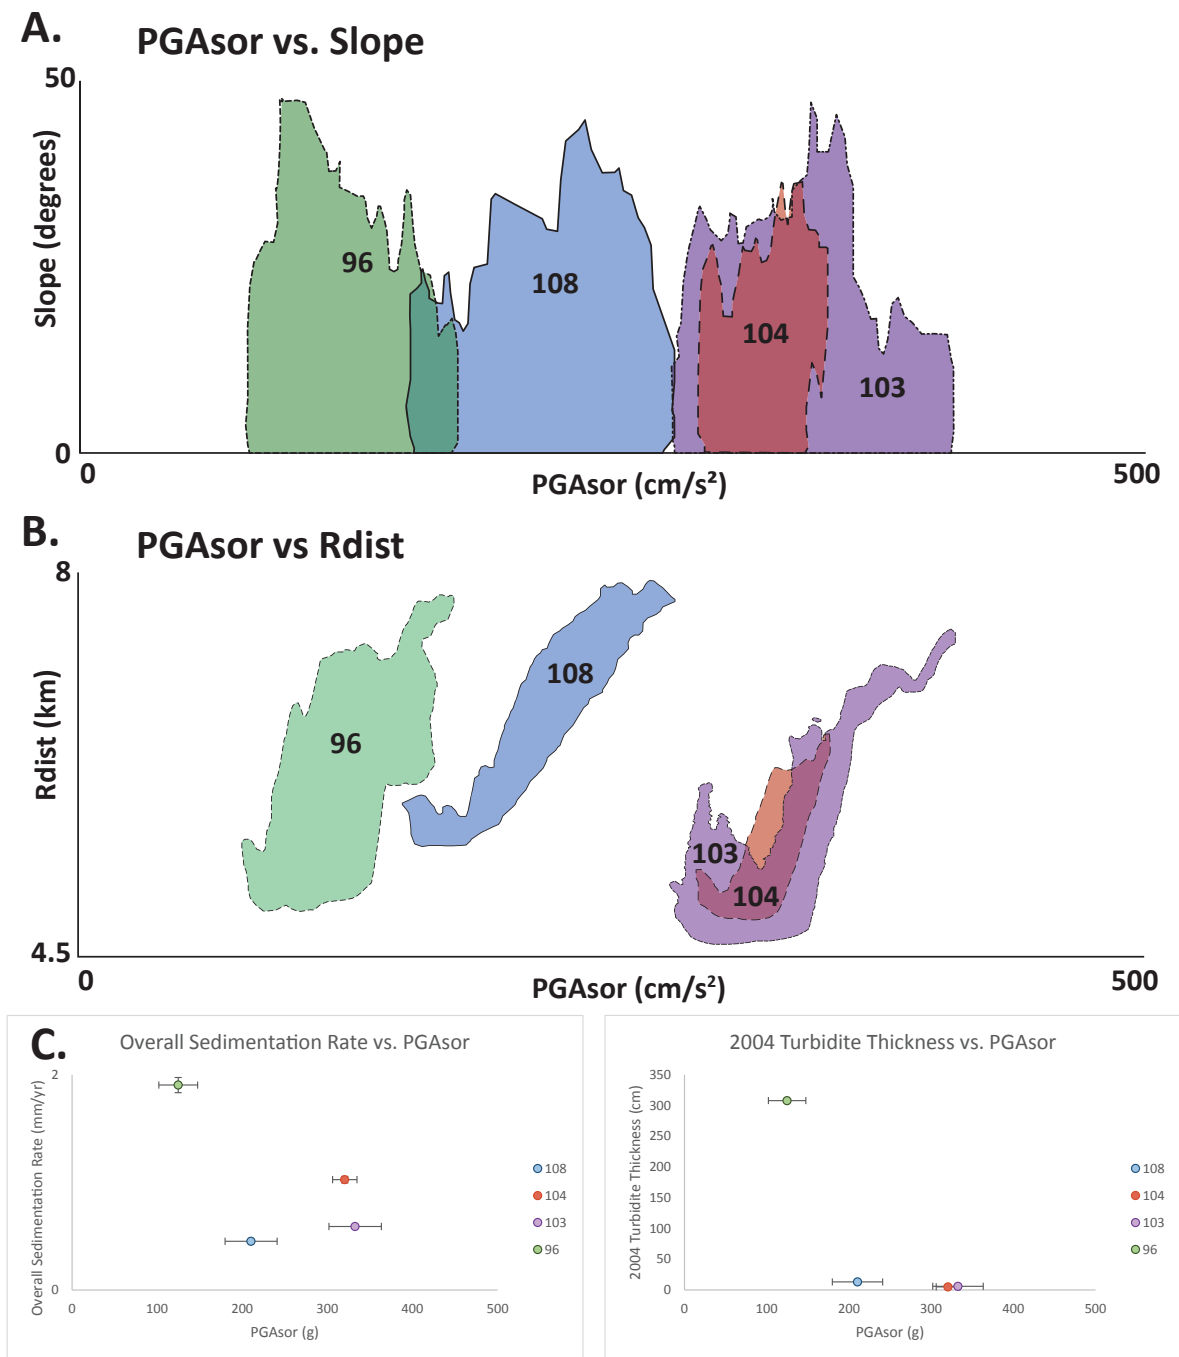 A.
PGAsor vs. Slope
50
Slope (degrees)
96
108
104
103
0
0
PGAsor (cm/s²)
500
B.
PGAsor vs Rdist
8
Rdist (km)
108
96
103
104
4.5
0
PGAsor (cm/s²)
500
C.
Overall Sedimentation Rate vs. PGAsor
2
Overall Sedimentation Rate (mm/yr)
108
104
103
96
0
0 100 200 300 400 500
PGAsor (g)
2004 Turbidite Thickness vs. PGAsor
350
300
250
200
150
100
50
0
2004 Turbidite Thickness (cm)
108
104
103
96
0 100 200 300 400 500
PGAsor (g)